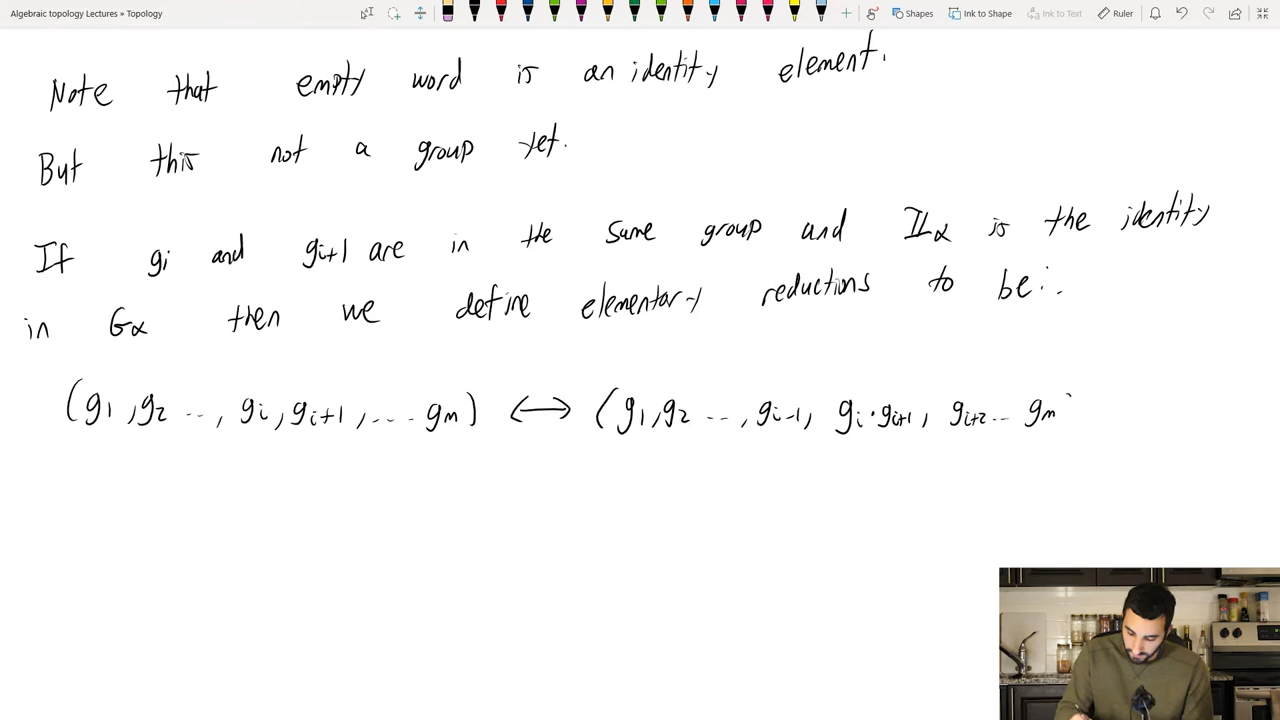 Algebraic topology Lectures » Topology
Shapes Ink to Shape Ink to Text Ruler
Note that empty word is an identity element.
But this not a group yet.
If gi and gi+1 are in the same group and 1Lα is the identity
in Gα then we define elementary reductions to be:
(g1, g2 ..., gi, gi+1, .... gm) ⟷ (g1, g2 ..., gi-1, gi·gi+1, gi+2... gm